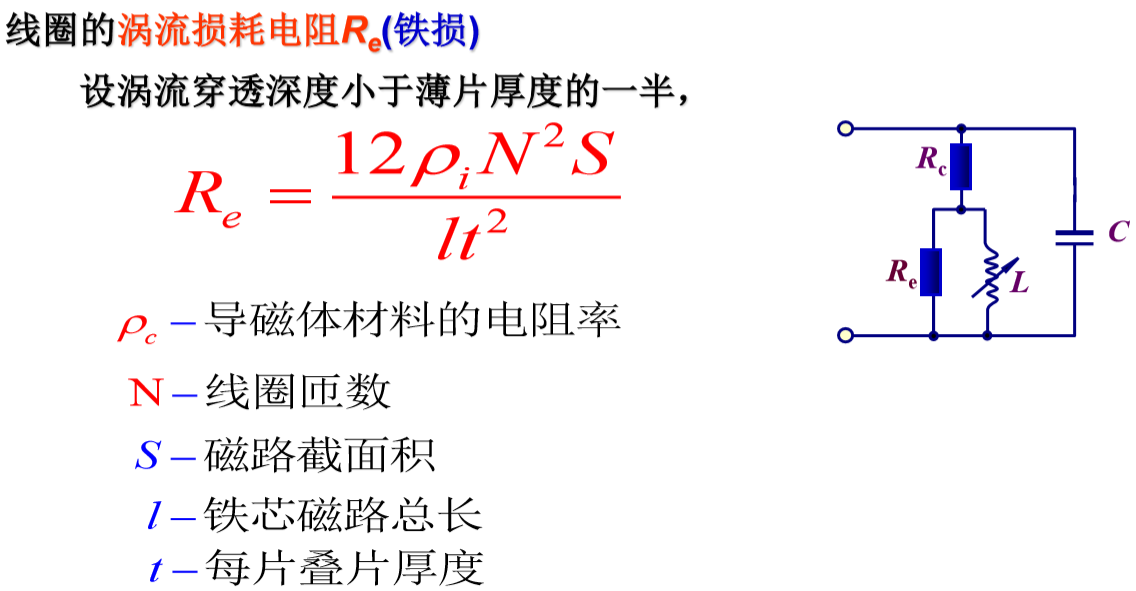 线圈的涡流损耗电阻Re(铁损)
设涡流穿透深度小于薄片厚度的一半，
Re = 12ρiN²S / lt²
ρc – 导磁体材料的电阻率
N – 线圈匝数
S – 磁路截面积
l – 铁芯磁路总长
t – 每片叠片厚度
Rc
Re
L
C